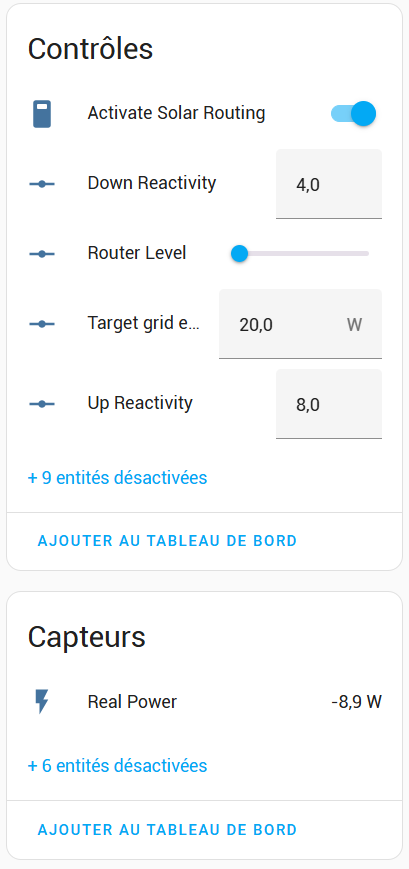 Contrôles
Activate Solar Routing
Down Reactivity 4,0
Router Level
Target grid e... 20,0 W
Up Reactivity 8,0
+ 9 entités désactivées
AJOUTER AU TABLEAU DE BORD
Capteurs
Real Power -8,9 W
+ 6 entités désactivées
AJOUTER AU TABLEAU DE BORD